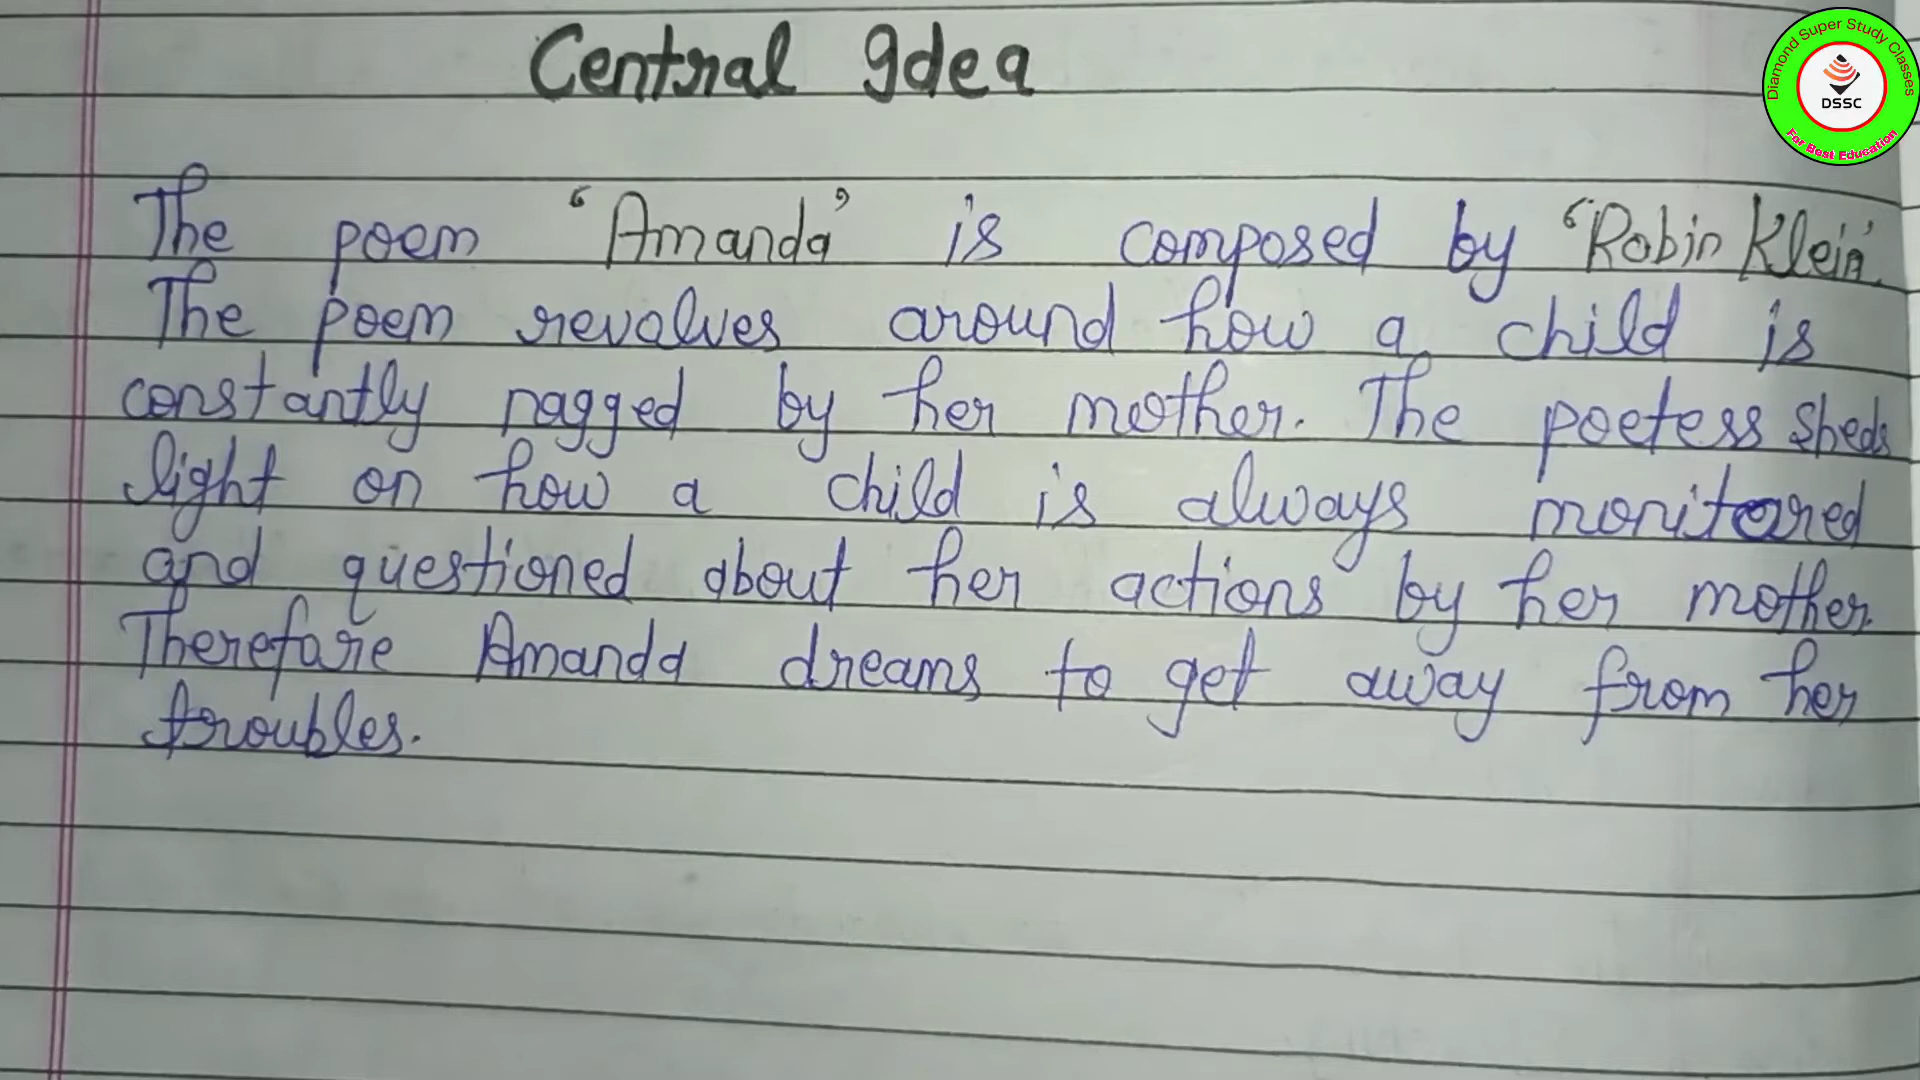 Central Idea
Diamond Super Study Classes
DSSC
For Best Education
The poem 'Amanda' is composed by 'Robin Klein'.
The poem revolves around how a child is
constantly nagged by her mother. The poetess sheds
light on how a child is always monitored
and questioned about her actions by her mother.
Therefore Amanda dreams to get away from her
troubles.